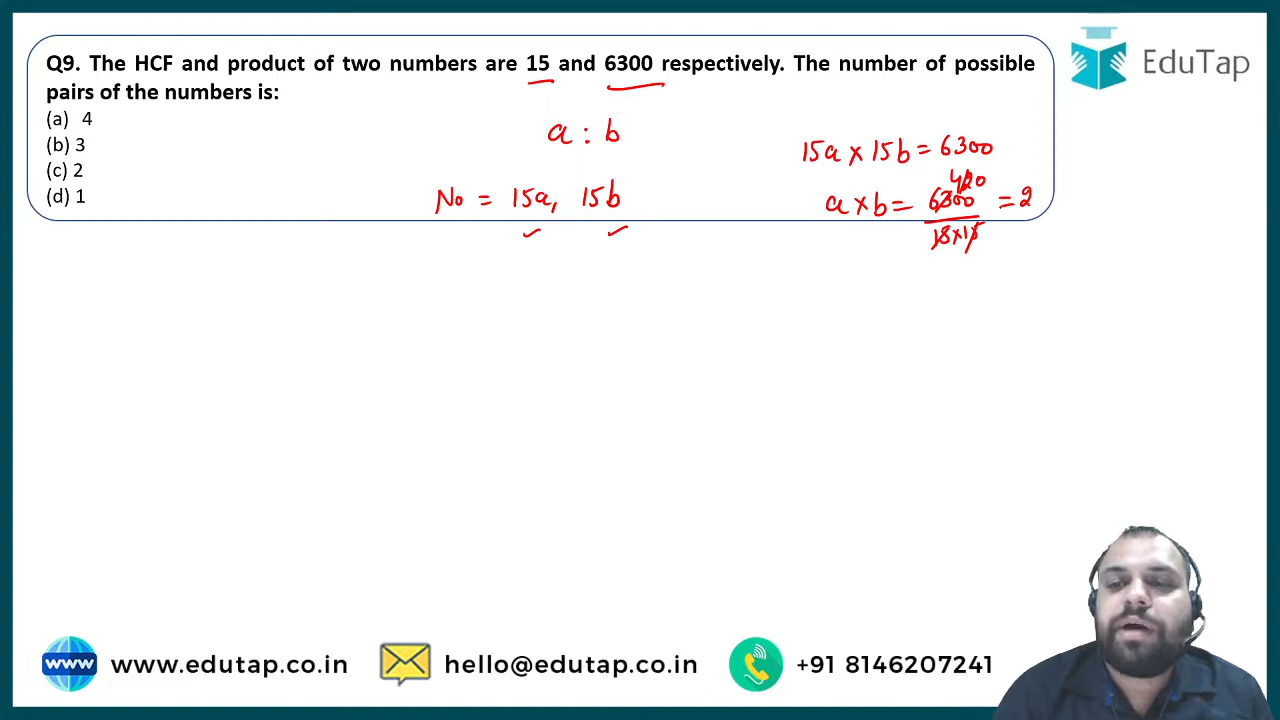 Q9. The HCF and product of two numbers are 15 and 6300 respectively. The number of possible
pairs of the numbers is:
(a) 4
(b) 3
(c) 2
(d) 1
EduTap
a : b
No = 15a, 15b
15a × 15b = 6300
420
a × b = 6300 = 2
15×15
www.edutap.co.in
hello@edutap.co.in
+91 8146207241
www